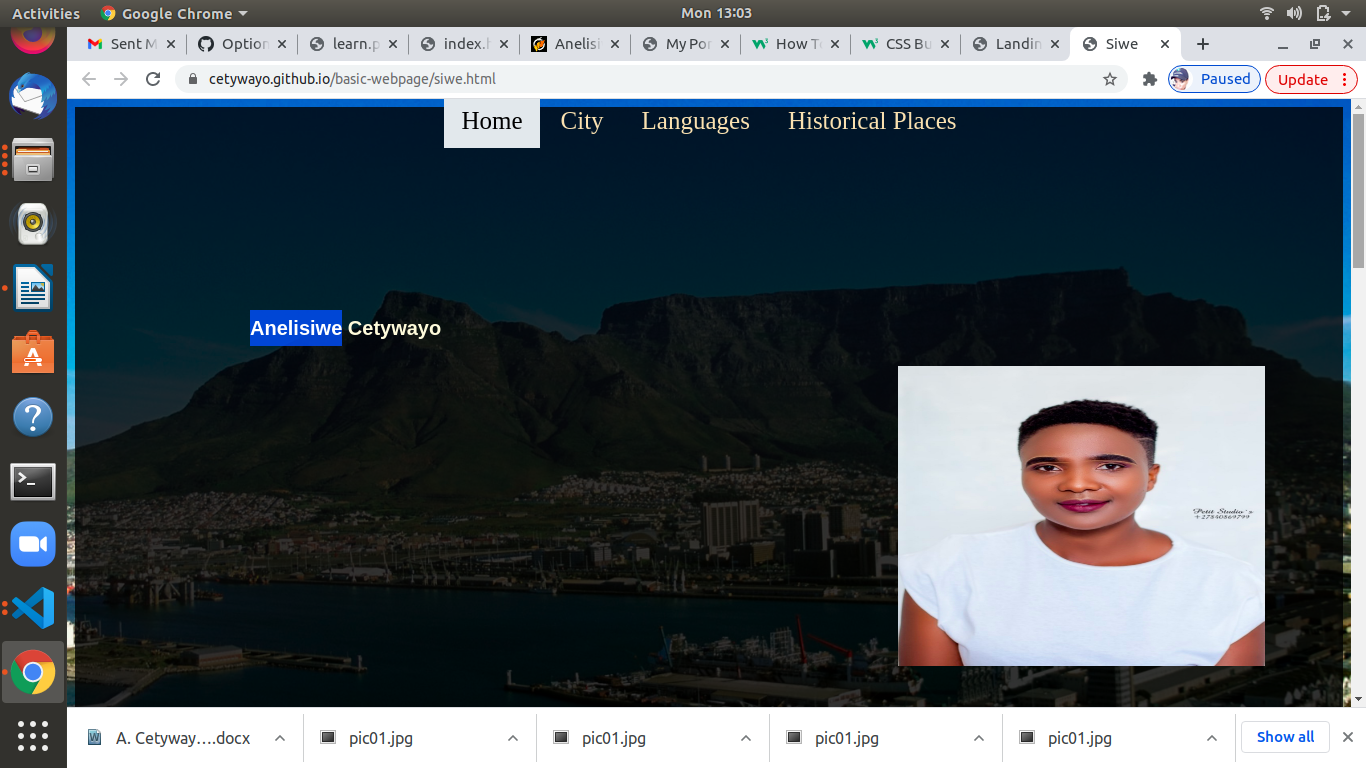 Activities Google Chrome Mon 13:03
Sent M Option learn.p index.h Anelisi My Por How To CSS Bu Landin Siwe
cetywayo.github.io/basic-webpage/siwe.html Paused Update
Home City Languages Historical Places
Anelisiwe Cetywayo
Petit Studio's
+27840869799
A. Cetyway....docx pic01.jpg pic01.jpg pic01.jpg pic01.jpg Show all